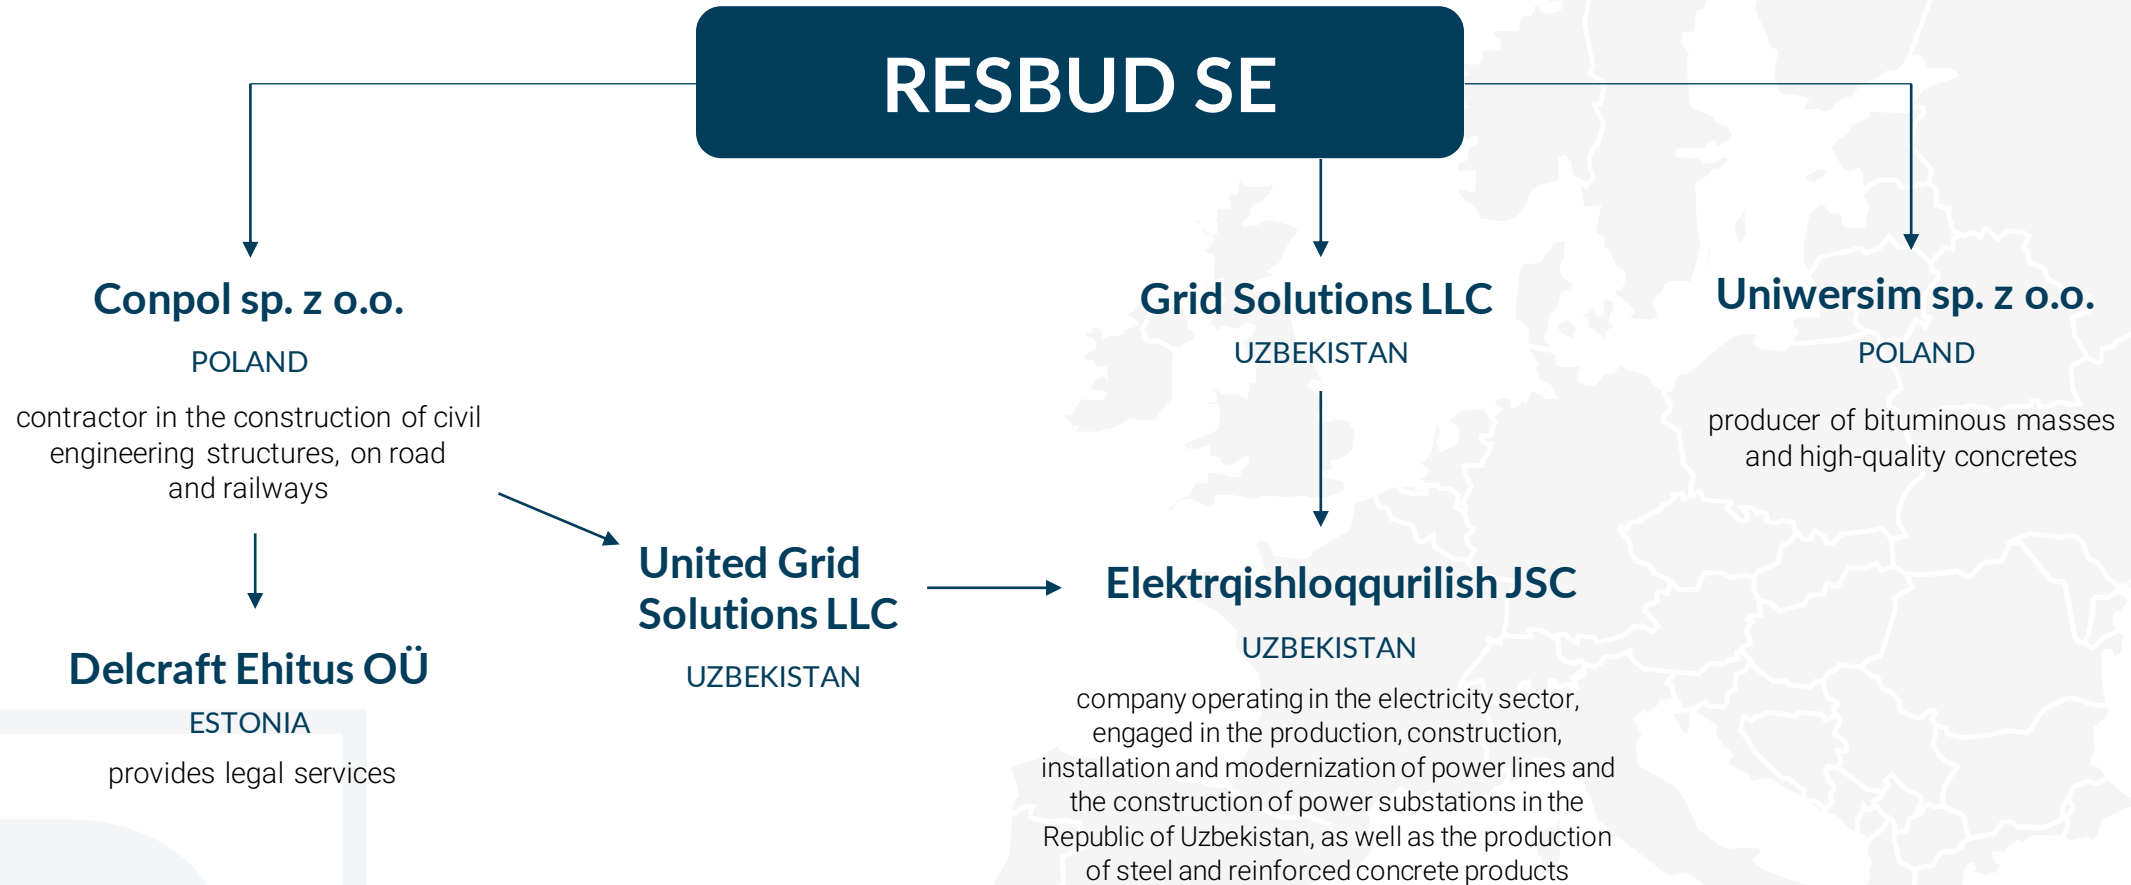 RESBUD SE
Conpol sp. z o.o.
POLAND
contractor in the construction of civil
engineering structures, on road
and railways
Delcraft Ehitus OÜ
ESTONIA
provides legal services
United Grid
Solutions LLC
UZBEKISTAN
Grid Solutions LLC
UZBEKISTAN
Elektrqishloqqurilish JSC
UZBEKISTAN
company operating in the electricity sector,
engaged in the production, construction,
installation and modernization of power lines and
the construction of power substations in the
Republic of Uzbekistan, as well as the production
of steel and reinforced concrete products
Uniwersim sp. z o.o.
POLAND
producer of bituminous masses
and high-quality concretes